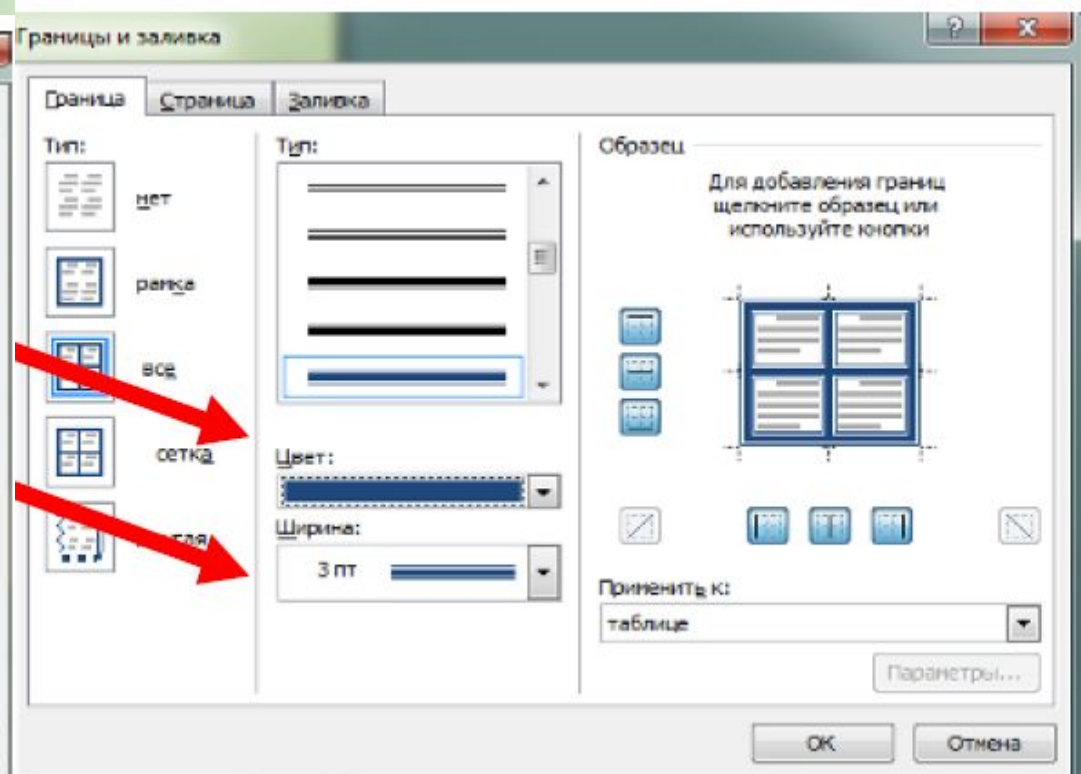 Границы и заливка
Граница
Страница
Заливка
Тип:
нет
рамка
все
сетка
Тип:
Цвет:
Ширина:
3 пт
Образец
Для добавления границ
щелкните образец или
используйте кнопки
Применить к:
таблице
Параметры...
ОК
Отмена